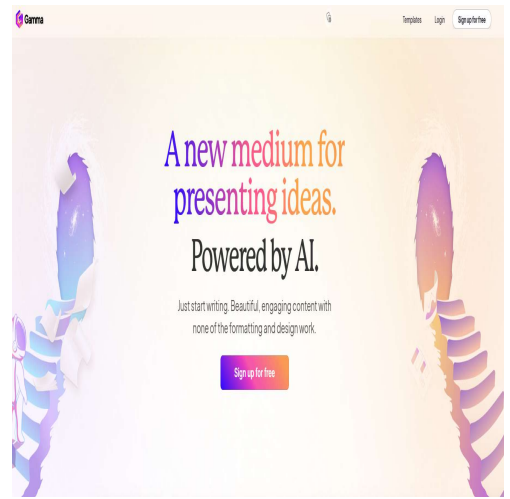 Gamma
Templates
Login
Sign up for free
A new medium for
presenting ideas.
Powered by AI.
Just start writing. Beautiful, engaging content with
none of the formatting and design work.
Sign up for free